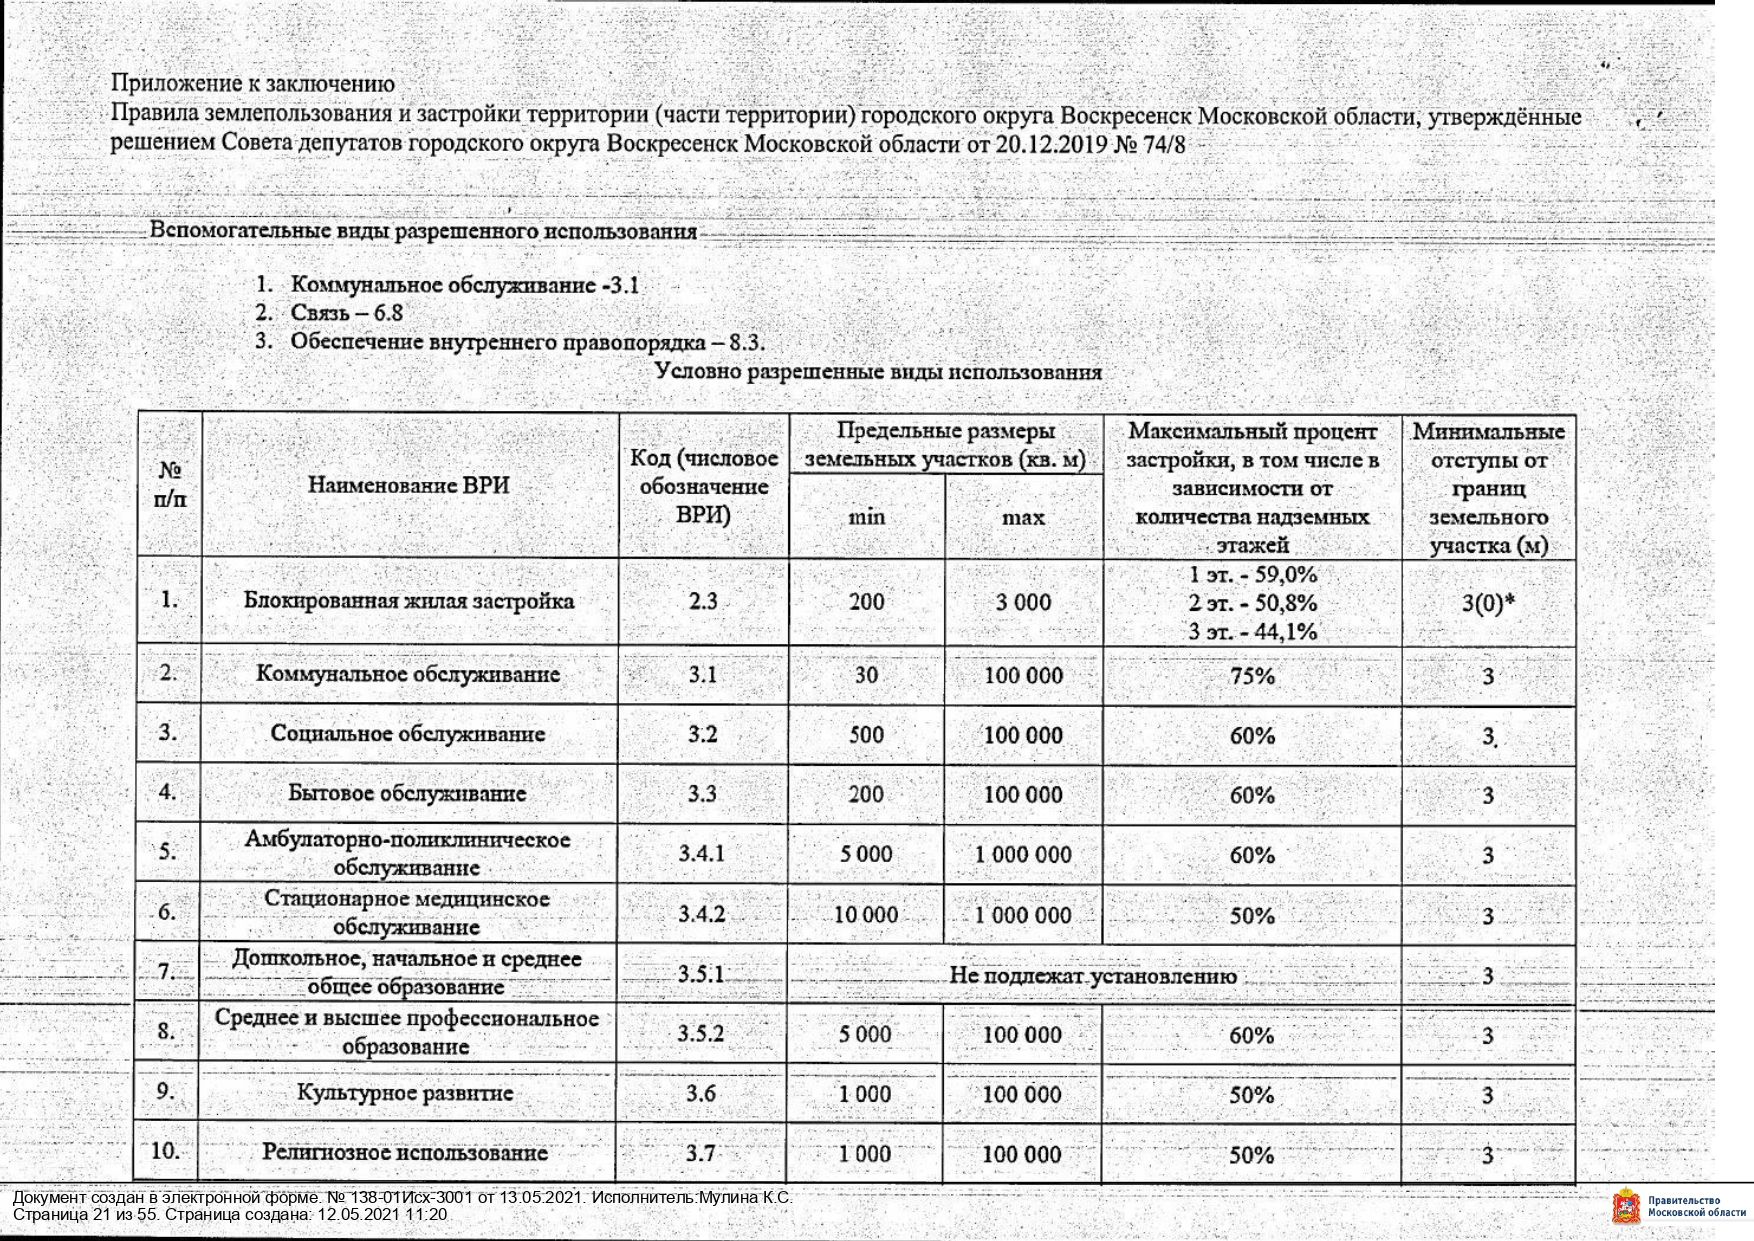 Приложение к заключению
Правила землепользования и застройки территории (части территории) городского округа Воскресенск Московской области, утверждённые
решением Совета депутатов городского округа Воскресенск Московской области от 20.12.2019 № 74/8
Вспомогательные виды разрешенного использования
1. Коммунальное обслуживание -3.1
2. Связь – 6.8
3. Обеспечение внутреннего правопорядка – 8.3.
Условно разрешенные виды использования
№
п/п
Наименование ВРИ
Код (числовое
обозначение
ВРИ)
Предельные размеры
земельных участков (кв. м)
min max
Максимальный процент
застройки, в том числе в
зависимости от
количества надземных
этажей
Минимальные
отступы от
границ
земельного
участка (м)
1. Блокированная жилая застройка 2.3 200 3 000
1 эт. - 59,0%
2 эт. - 50,8%
3 эт. - 44,1%
3(0)*
2. Коммунальное обслуживание 3.1 30 100 000 75% 3
3. Социальное обслуживание 3.2 500 100 000 60% 3
4. Бытовое обслуживание 3.3 200 100 000 60% 3
5. Амбулаторно-поликлиническое
обслуживание 3.4.1 5 000 1 000 000 60% 3
6. Стационарное медицинское
обслуживание 3.4.2 10 000 1 000 000 50% 3
7. Дошкольное, начальное и среднее
общее образование 3.5.1 Не подлежат установлению 3
8. Среднее и высшее профессиональное
образование 3.5.2 5 000 100 000 60% 3
9. Культурное развитие 3.6 1 000 100 000 50% 3
10. Религиозное использование 3.7 1 000 100 000 50% 3
Документ создан в электронной форме. № 138-01Исх-3001 от 13.05.2021. Исполнитель:Мулина К.С.
Страница 21 из 55. Страница создана: 12.05.2021 11:20
Правительство
Московской области